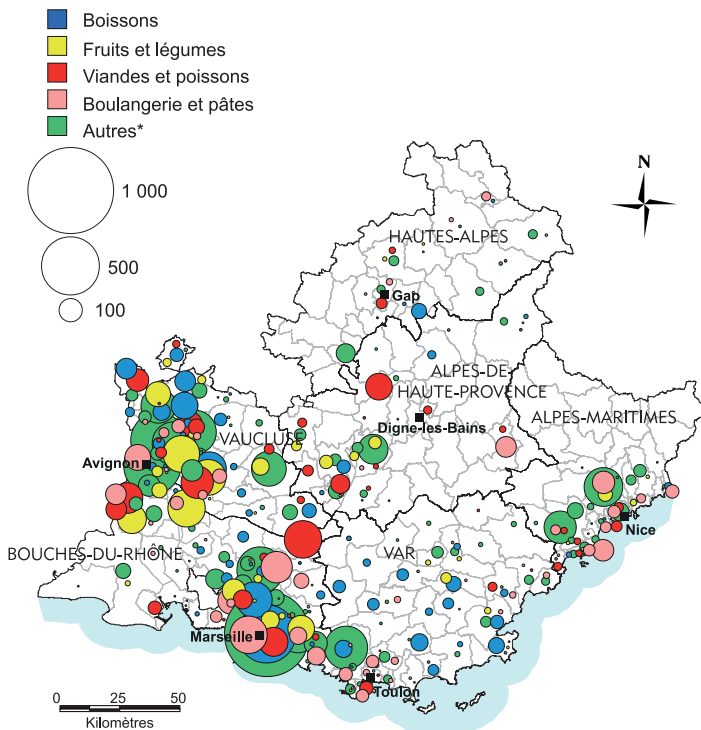 Boissons
Fruits et légumes
Viandes et poissons
Boulangerie et pâtes
Autres*
1 000
500
100
N
HAUTES-ALPES
Gap
ALPES-DE-
HAUTE-PROVENCE
Digne-les-Bains
ALPES-MARITIMES
VAUCLUSE
Avignon
Nice
BOUCHES-DU-RHÔNE
VAR
Marseille
Toulon
0 25 50
Kilomètres